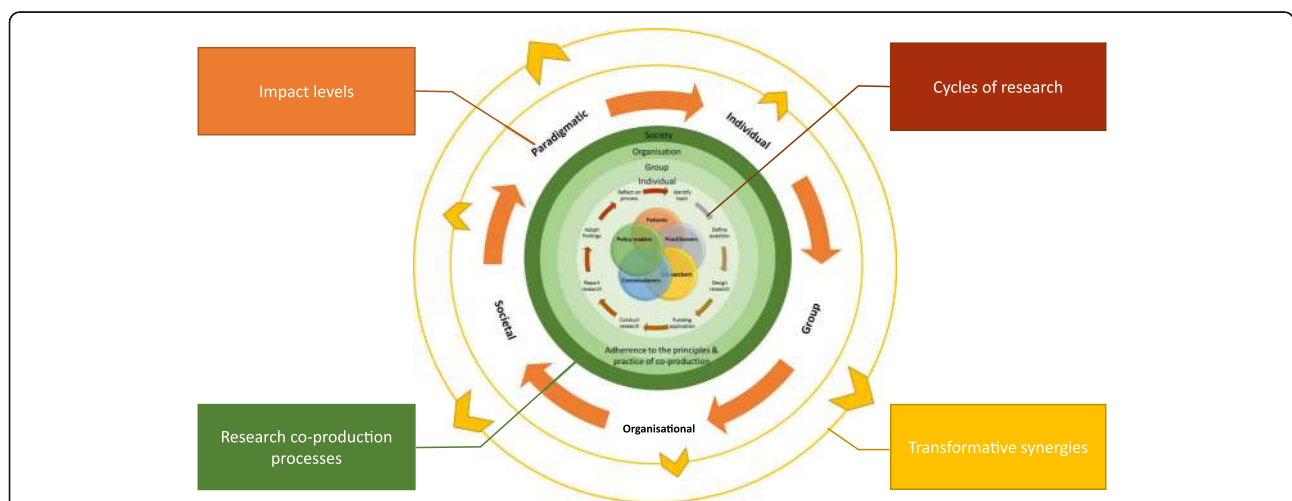 Impact levels
Cycles of research
Paradigmatic
Individual
Society
Organisation
Group
Individual
Reflect on
process
Identify
topic
Adapt
findings
Define
question
Patients
Policy makers
Practitioners
Commissioners
Report
research
Design
research
Conduct
research
Funding
application
Societal
Group
Adherence to the principles &
practice of co-production
Organisational
Research co-production
processes
Transformative synergies